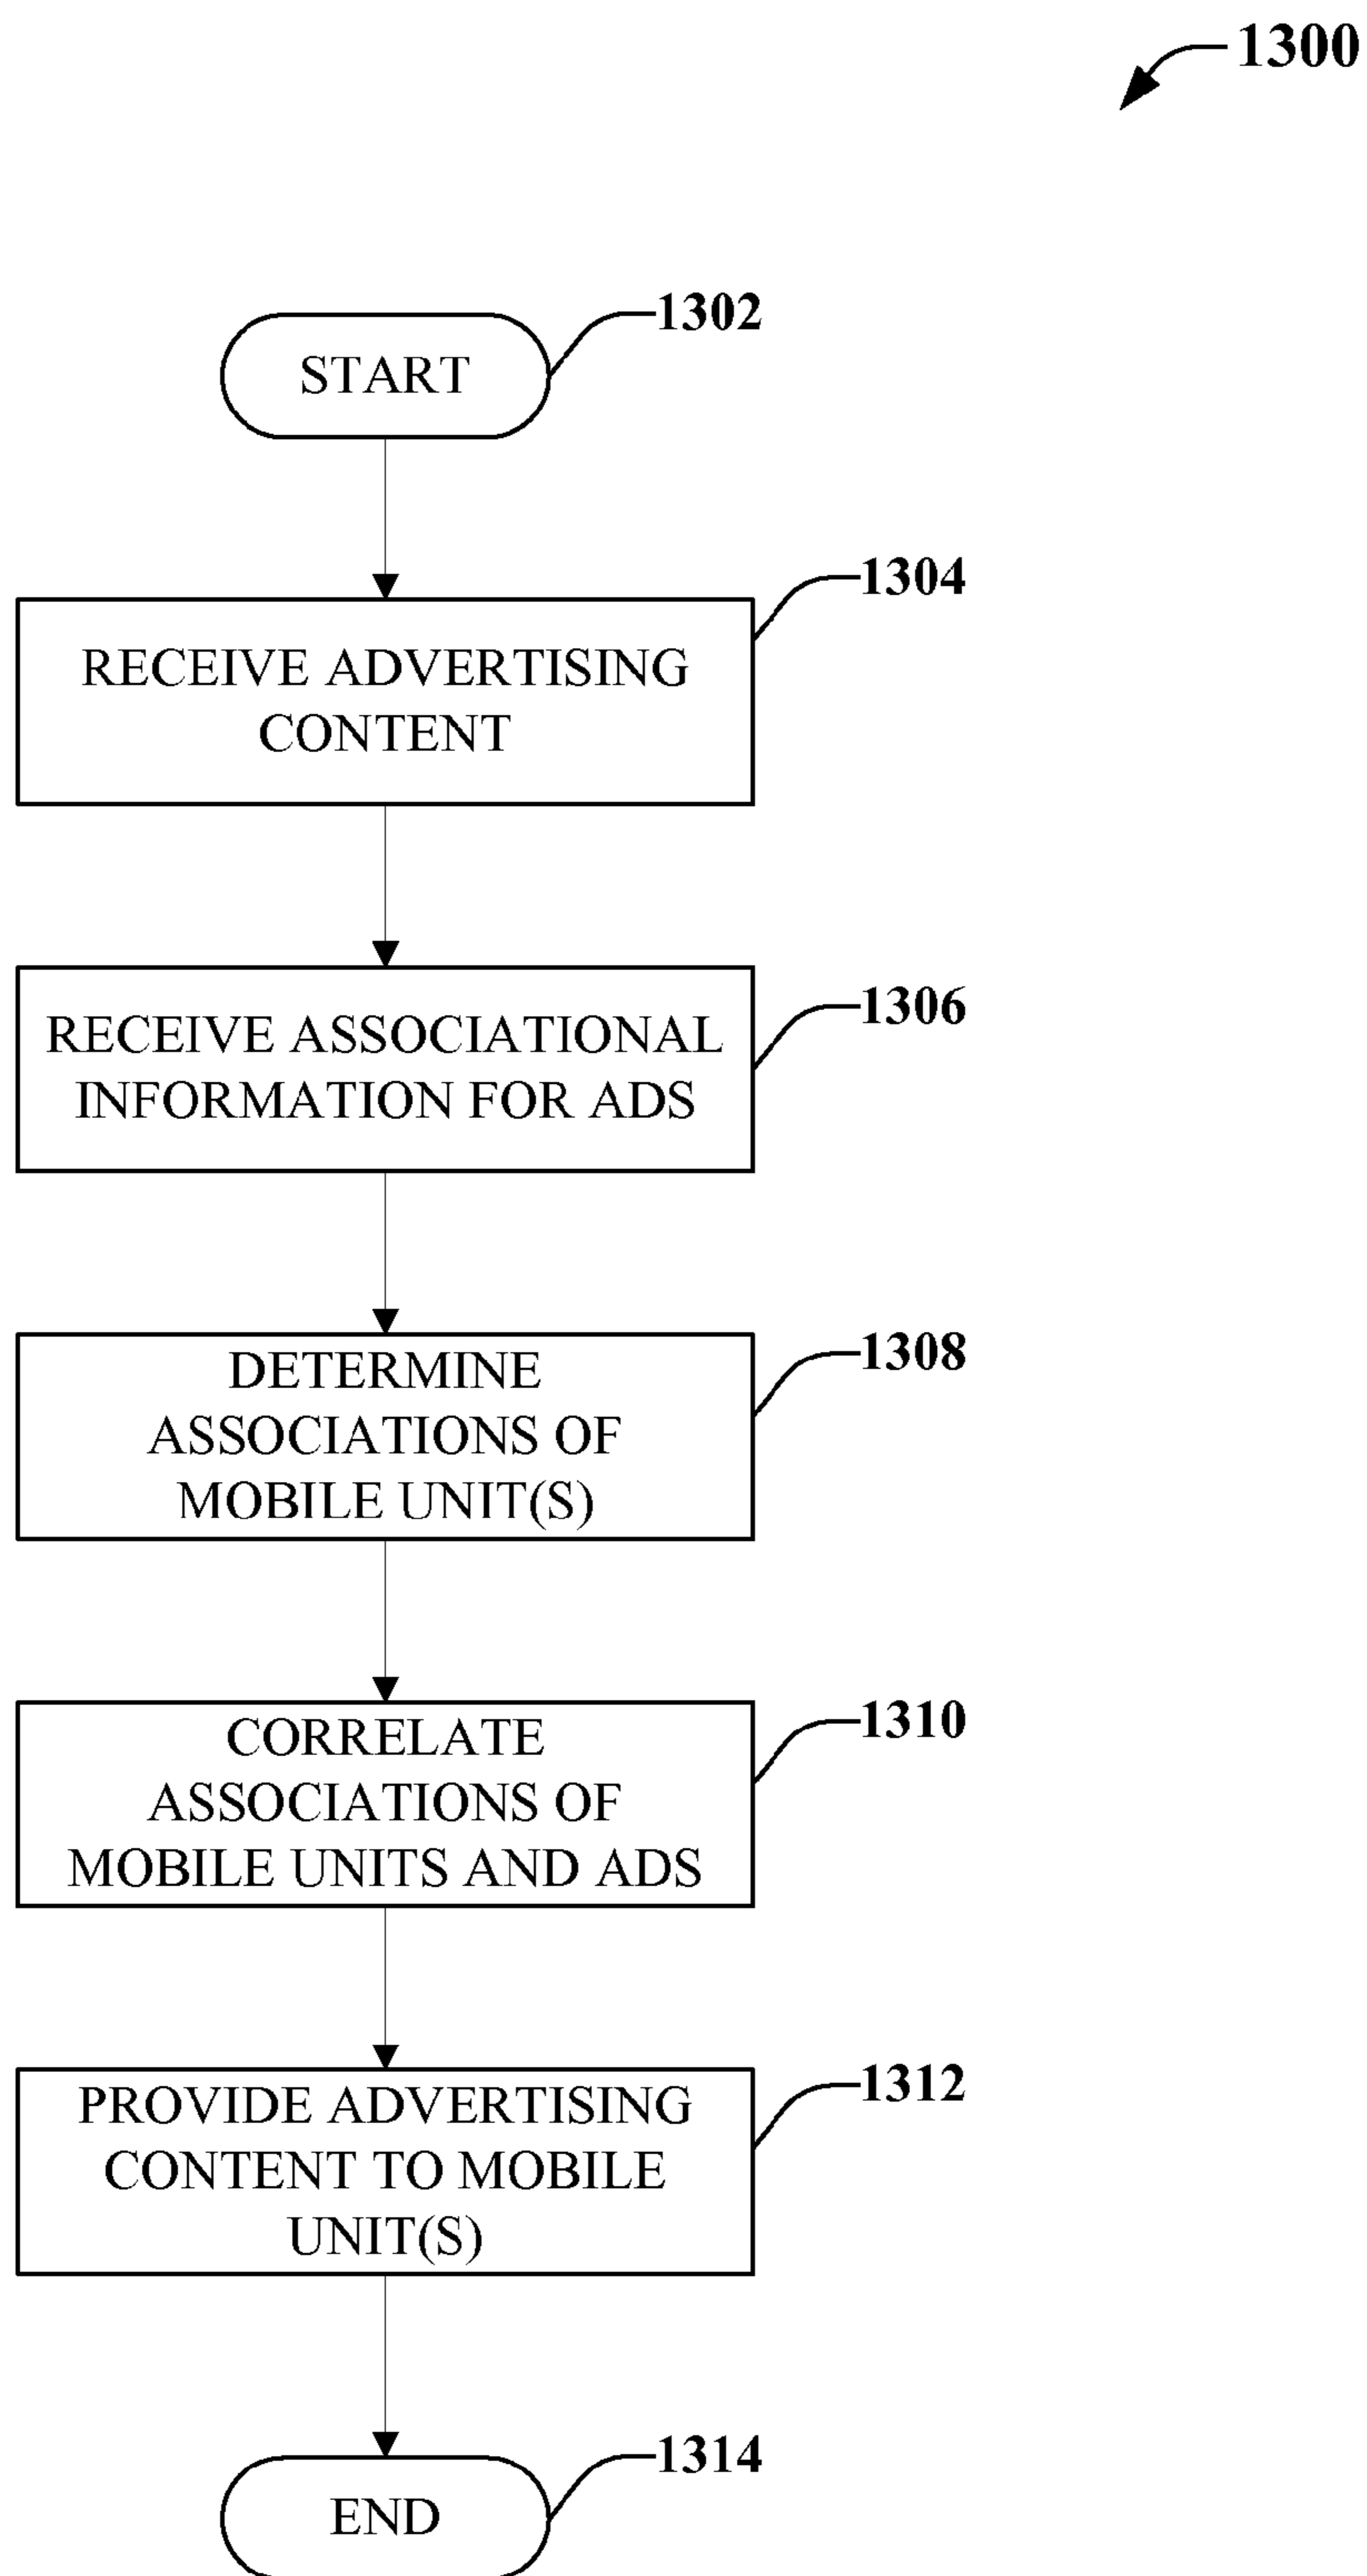 1300
1302
START
1304
RECEIVE ADVERTISING
CONTENT
1306
RECEIVE ASSOCIATIONAL
INFORMATION FOR ADS
1308
DETERMINE
ASSOCIATIONS OF
MOBILE UNIT(S)
1310
CORRELATE
ASSOCIATIONS OF
MOBILE UNITS AND ADS
1312
PROVIDE ADVERTISING
CONTENT TO MOBILE
UNIT(S)
1314
END